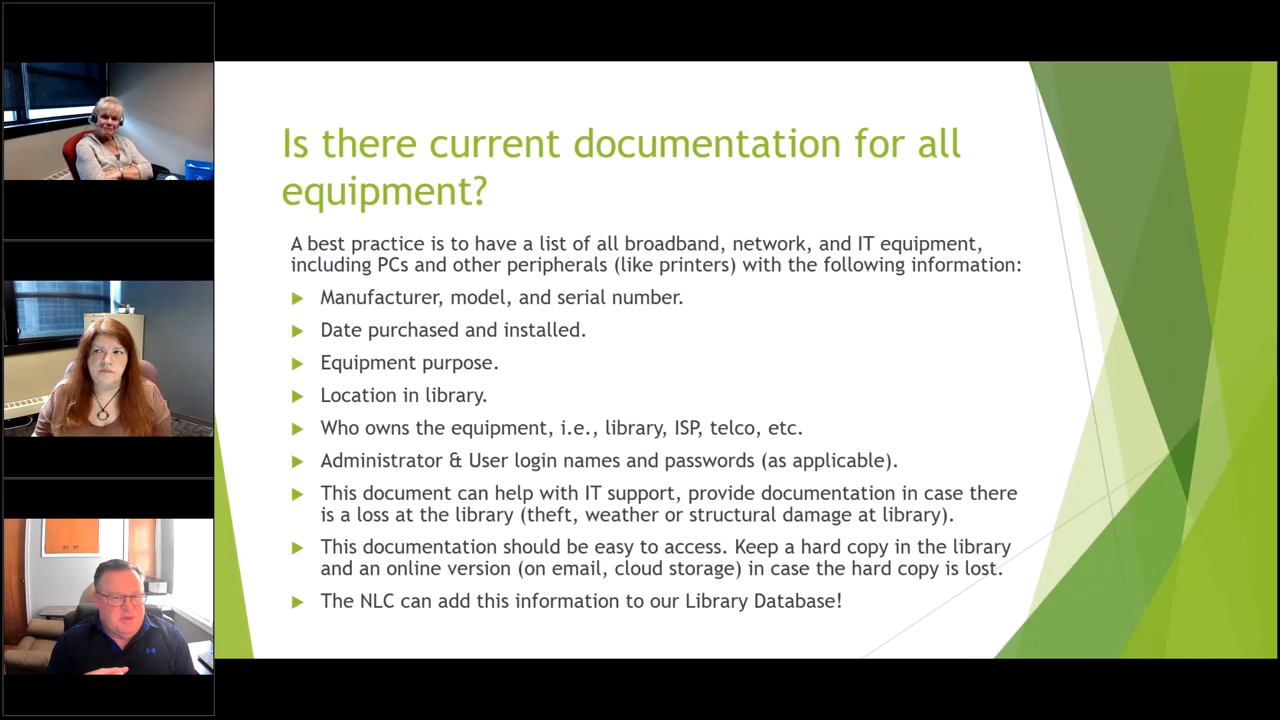 Is there current documentation for all
equipment?
A best practice is to have a list of all broadband, network, and IT equipment,
including PCs and other peripherals (like printers) with the following information:
Manufacturer, model, and serial number.
Date purchased and installed.
Equipment purpose.
Location in library.
Who owns the equipment, i.e., library, ISP, telco, etc.
Administrator & User login names and passwords (as applicable).
This document can help with IT support, provide documentation in case there
is a loss at the library (theft, weather or structural damage at library).
This documentation should be easy to access. Keep a hard copy in the library
and an online version (on email, cloud storage) in case the hard copy is lost.
The NLC can add this information to our Library Database!